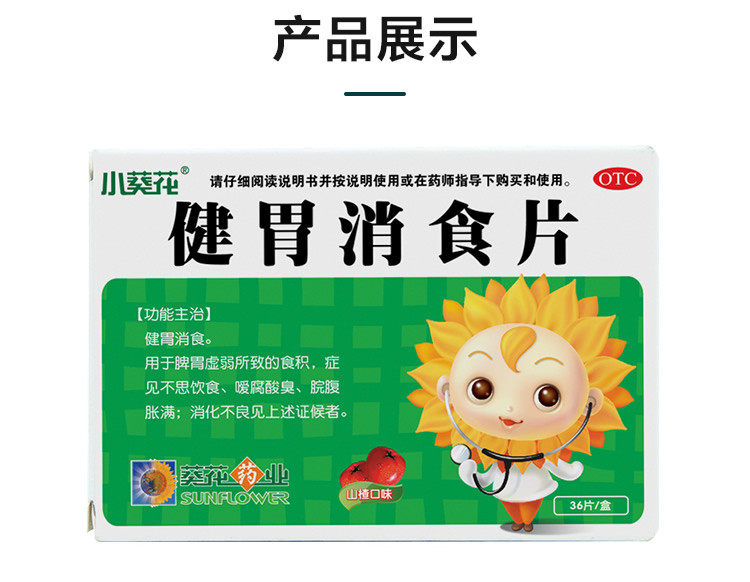 产品展示
小葵花®
请仔细阅读说明书并按说明使用或在药师指导下购买和使用。
OTC
健胃消食片
【功能主治】
健胃消食。
用于脾胃虚弱所致的食积，症
见不思饮食、嗳腐酸臭、脘腹
胀满；消化不良见上述证候者。
葵花药业
SUNFLOWER
山楂口味
36片/盒